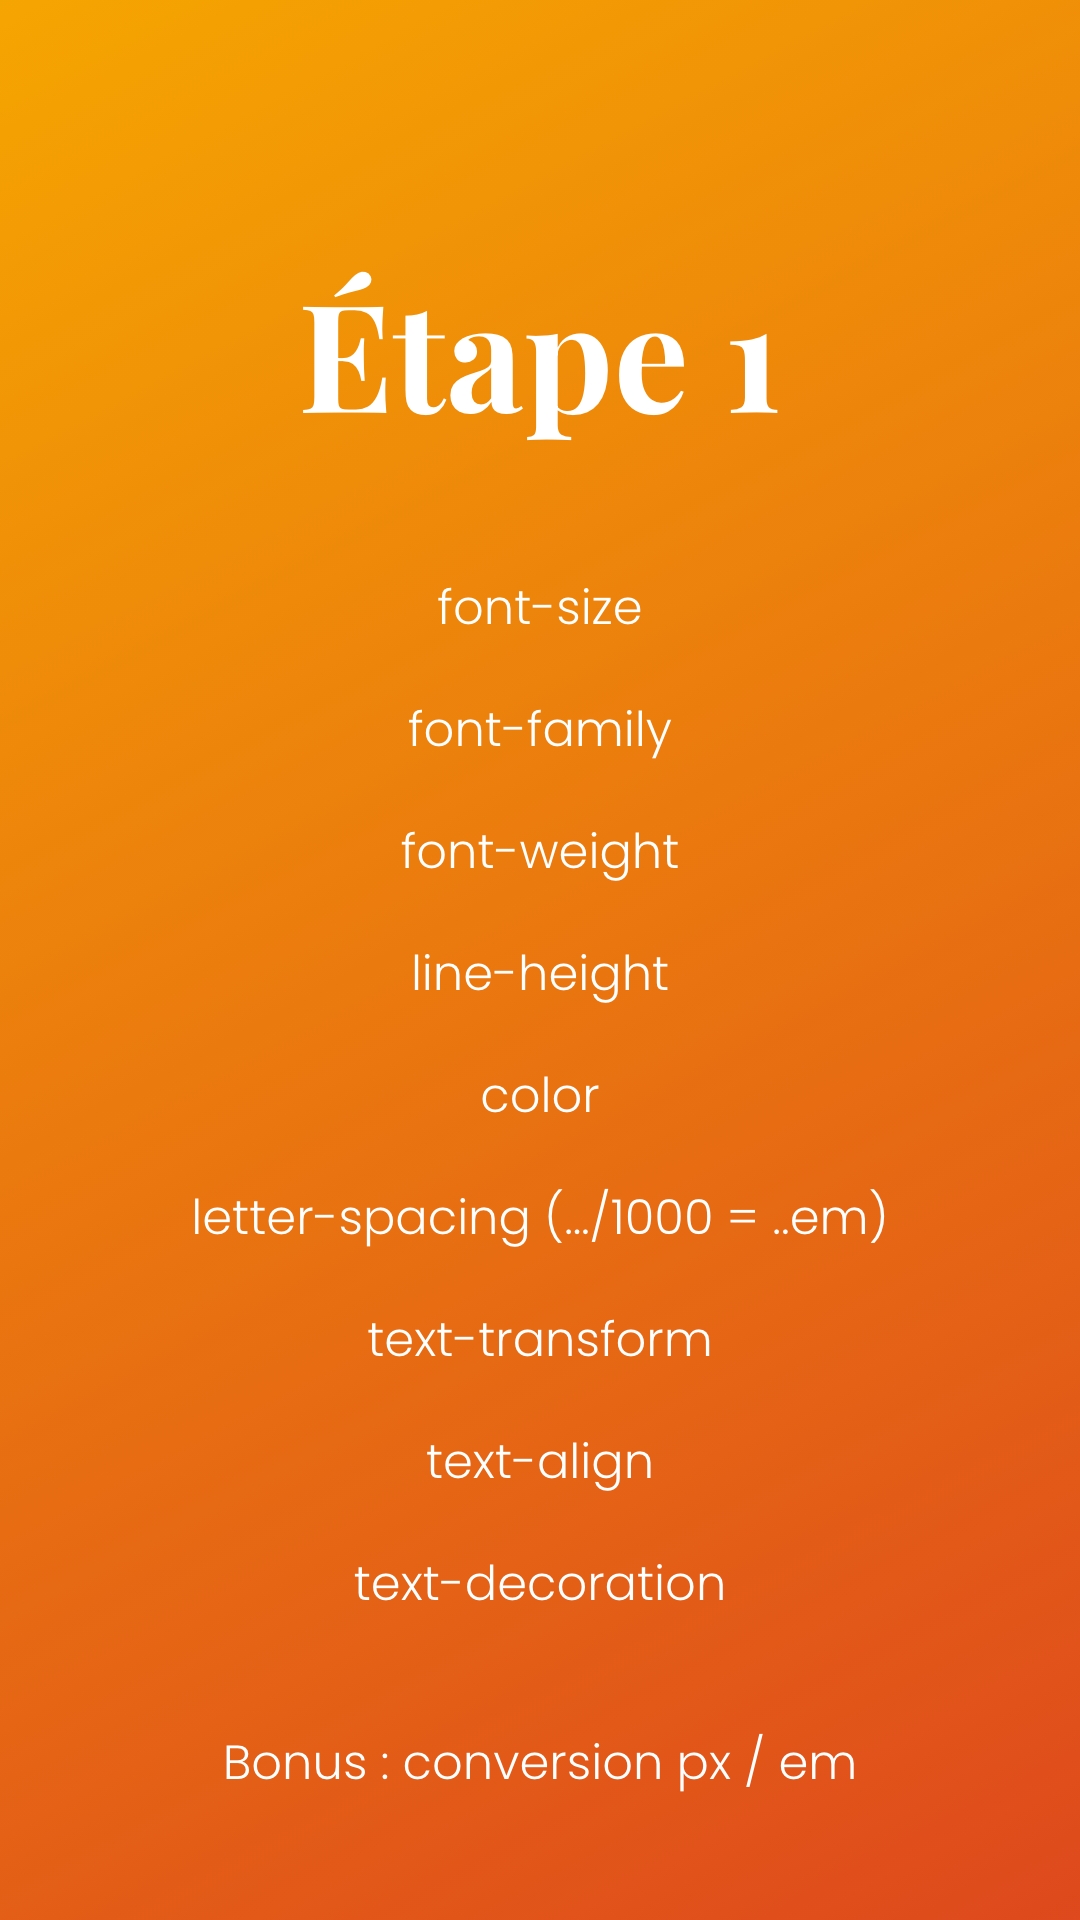 Étape 1
font-size
font-family
font-weight
line-height
color
letter-spacing (.../1000 = ..em)
text-transform
text-align
text-decoration
Bonus : conversion px / em